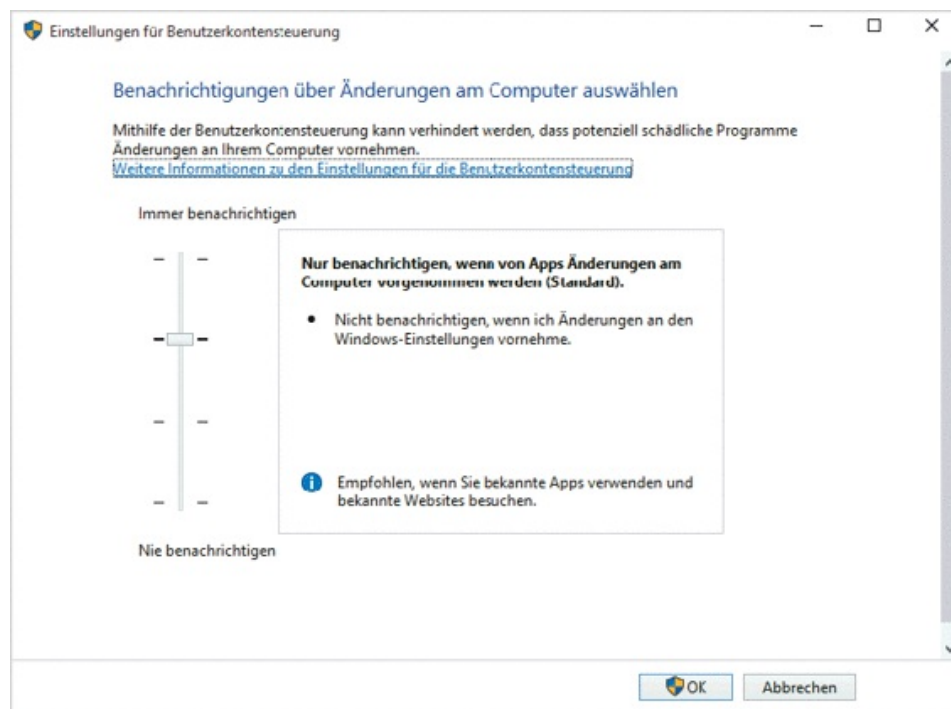 Einstellungen für Benutzerkontensteuerung
Benachrichtigungen über Änderungen am Computer auswählen
Mithilfe der Benutzerkontensteuerung kann verhindert werden, dass potenziell schädliche Programme
Änderungen an Ihrem Computer vornehmen.
Weitere Informationen zu den Einstellungen für die Benutzerkontensteuerung
Immer benachrichtigen
Nur benachrichtigen, wenn von Apps Änderungen am
Computer vorgenommen werden (Standard).
• Nicht benachrichtigen, wenn ich Änderungen an den
Windows-Einstellungen vornehme.
Empfohlen, wenn Sie bekannte Apps verwenden und
bekannte Websites besuchen.
Nie benachrichtigen
OK
Abbrechen